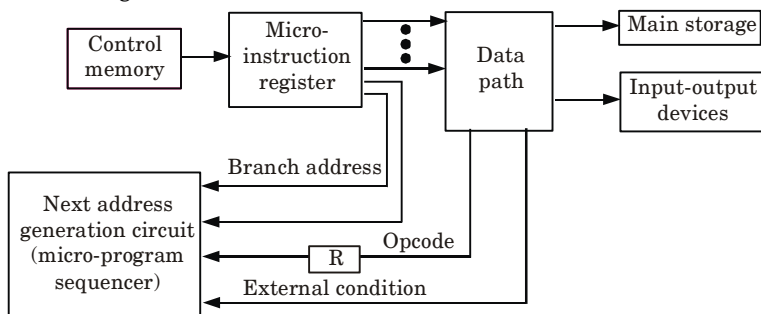 Control
memory
Micro-
instruction
register
Data
path
Main storage
Input-output
devices
Branch address
Next address
generation circuit
(micro-program
sequencer)
Opcode
R
External condition